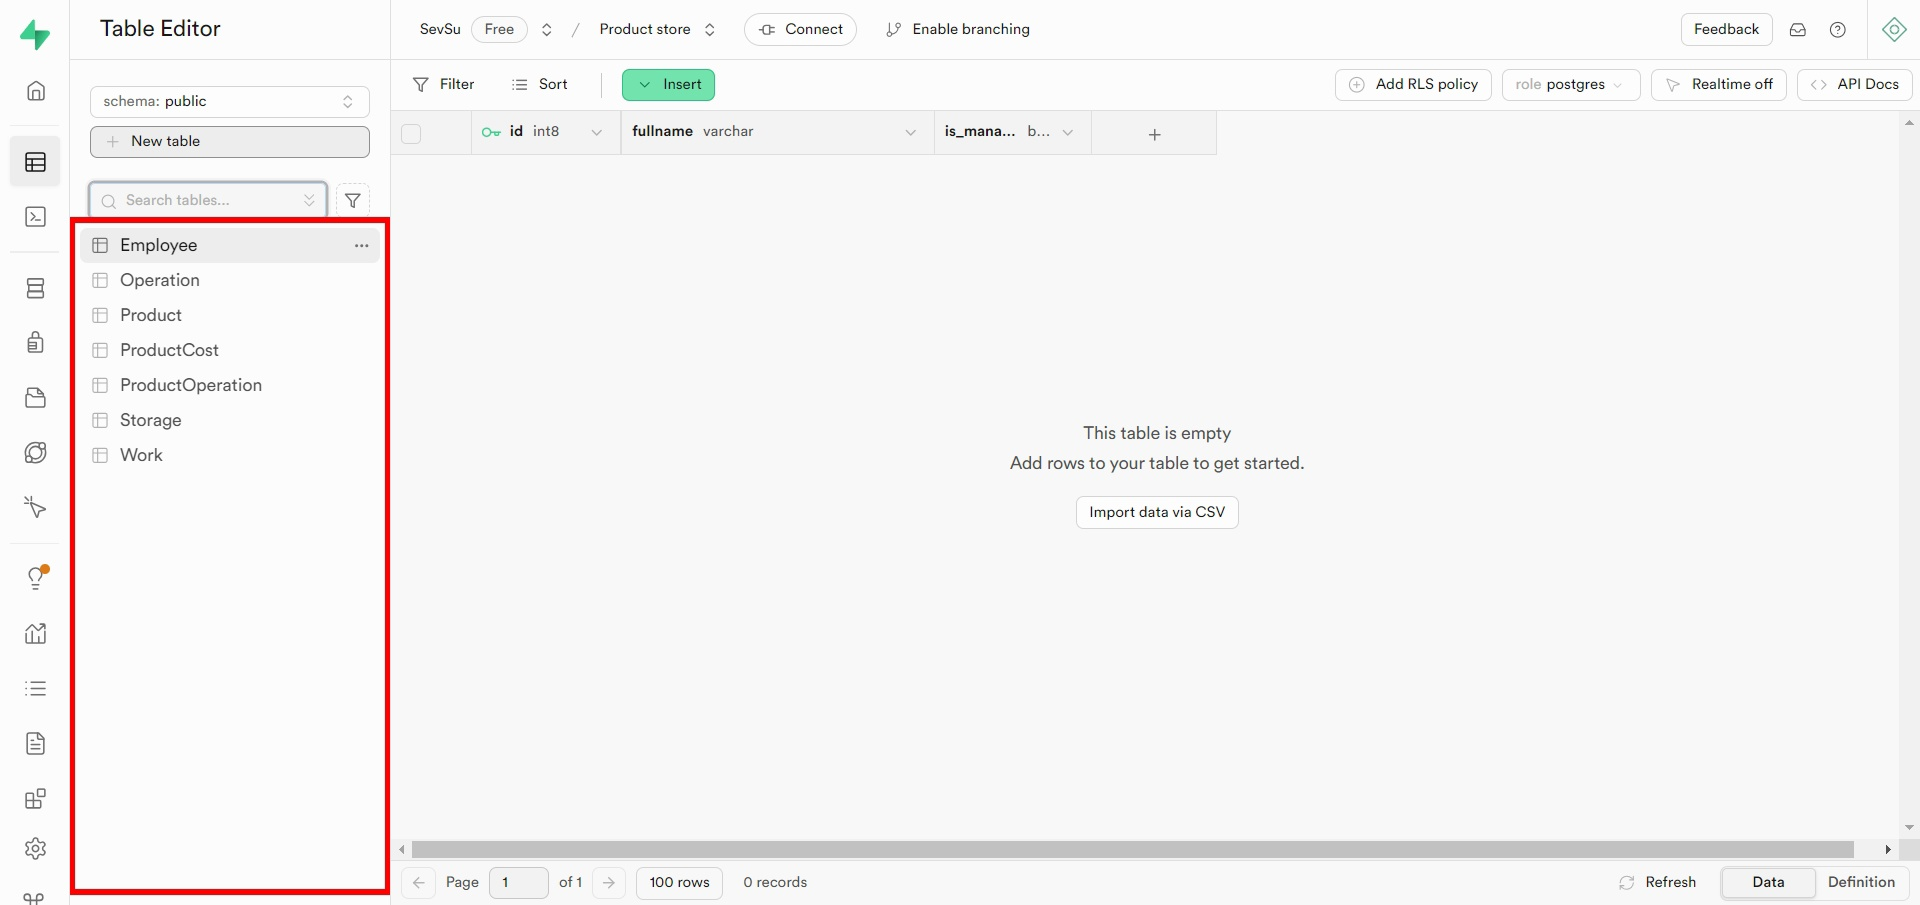 Table Editor
SevSu Free / Product store Connect Enable branching Feedback
schema: public
New table
Search tables...
Employee
Operation
Product
ProductCost
ProductOperation
Storage
Work
Filter Sort Insert Add RLS policy role postgres Realtime off API Docs
id int8 fullname varchar is_mana... b...
This table is empty
Add rows to your table to get started.
Import data via CSV
Page 1 of 1 100 rows 0 records Refresh Data Definition